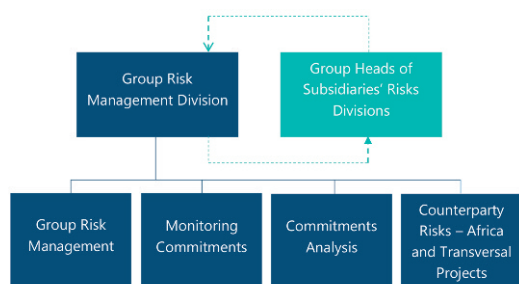 Group Risk
Management Division
Group Heads of
Subsidiaries' Risks
Divisions
Group Risk
Management
Monitoring
Commitments
Commitments
Analysis
Counterparty
Risks – Africa
and Transversal
Projects